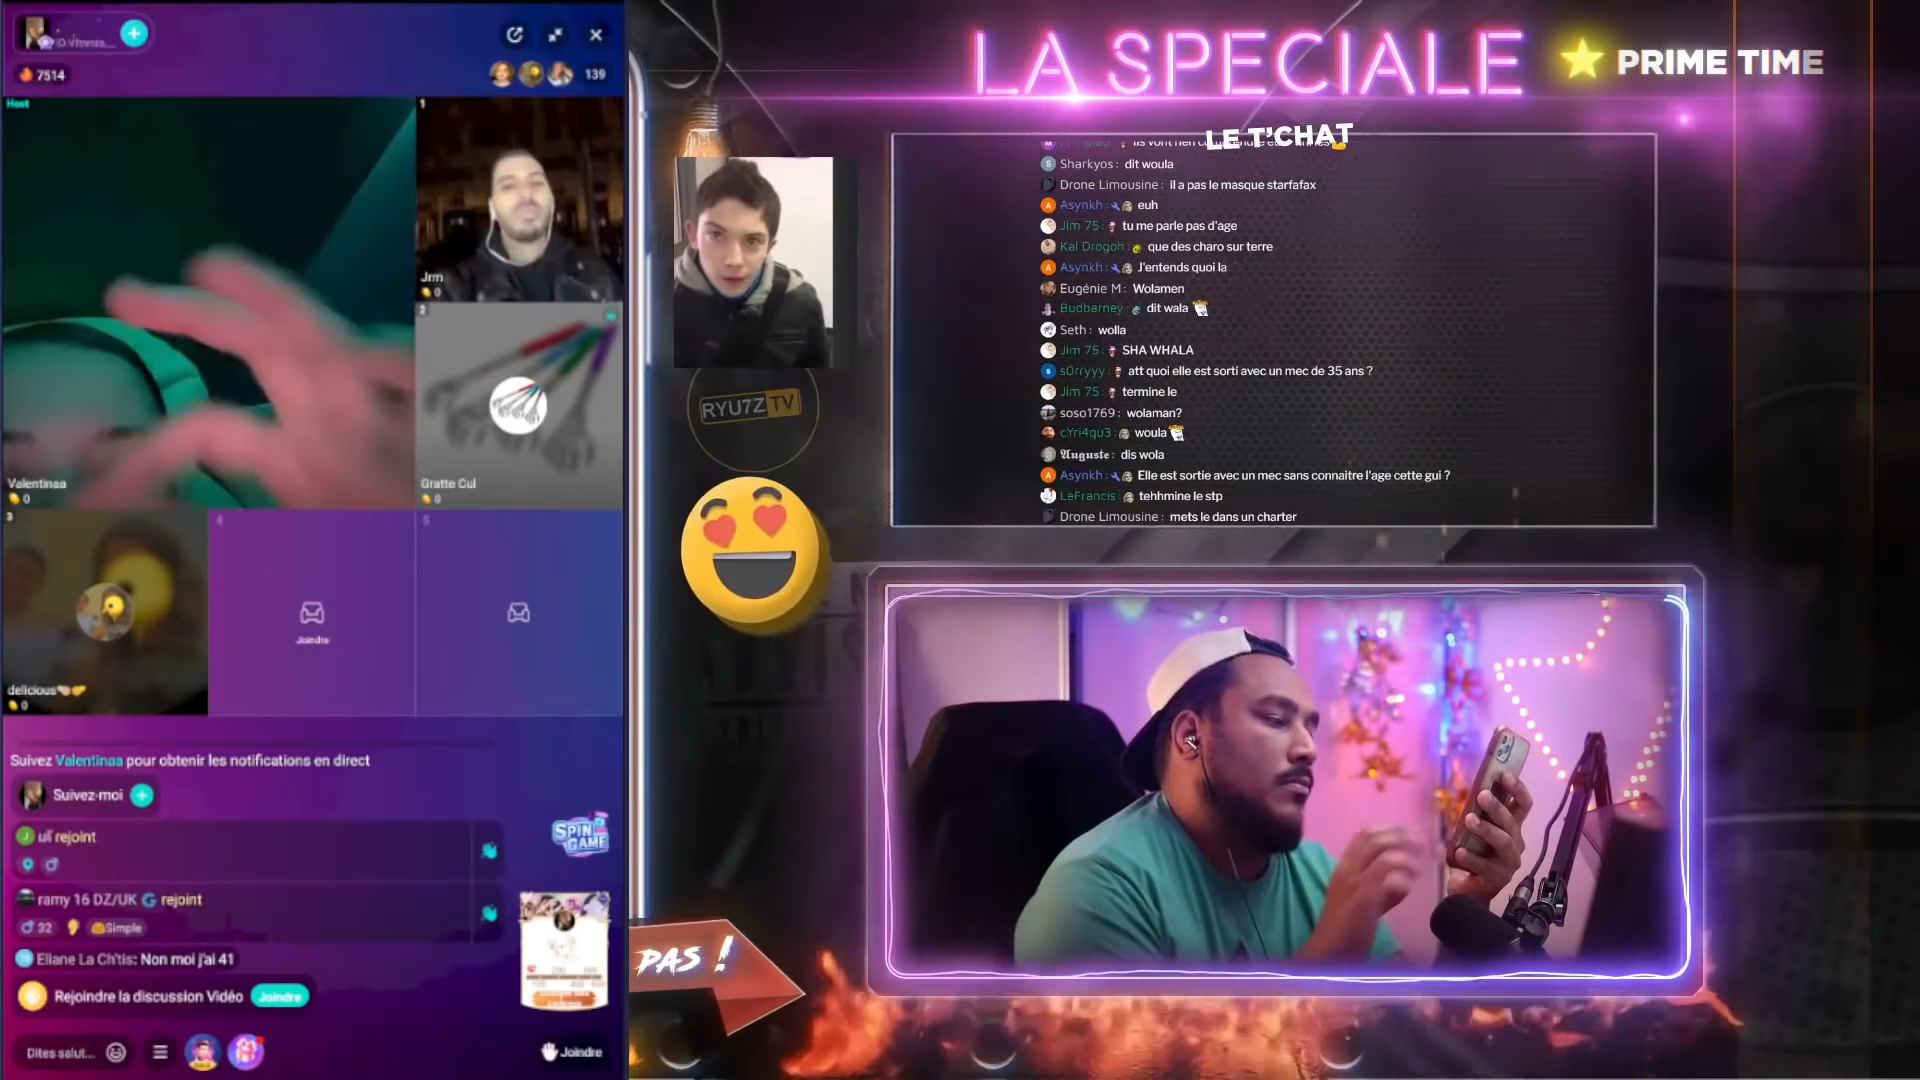 7514
139
Host
1
Jrm
0
2
Valentinaa
0
Gratte Cul
0
3
4
5
delicious
0
Joindre
Suivez Valentinaa pour obtenir les notifications en direct
Suivez-moi
rejoint
SPIN
GAME
ramy 16 DZ/UK G rejoint
32
Simple
Eliane La Ch'tis: Non moi j'ai 41
Rejoindre la discussion Vidéo
Joindre
Dites salut...
Joindre
LA SPECIALE
PRIME TIME
LE T'CHAT
Sharkyos : dit woula
Drone Limousine : il a pas le masque starfafax
Asynkh : euh
Jim 75 : tu me parle pas d'age
Kal Drogoh : que des charo sur terre
Asynkh : J'entends quoi la
Eugénie M : Wolamen
Budbarney : dit wala
Seth : wolla
Jim 75 : SHA WHALA
s0rryyy : att quoi elle est sorti avec un mec de 35 ans ?
Jim 75 : termine le
soso1769 : wolaman?
cYri4qu3 : woula
Auguste : dis wola
Asynkh : Elle est sortie avec un mec sans connaitre l'age cette gui ?
LeFrancis : tehhmine le stp
Drone Limousine : mets le dans un charter
RYU7Z TV
PAS !